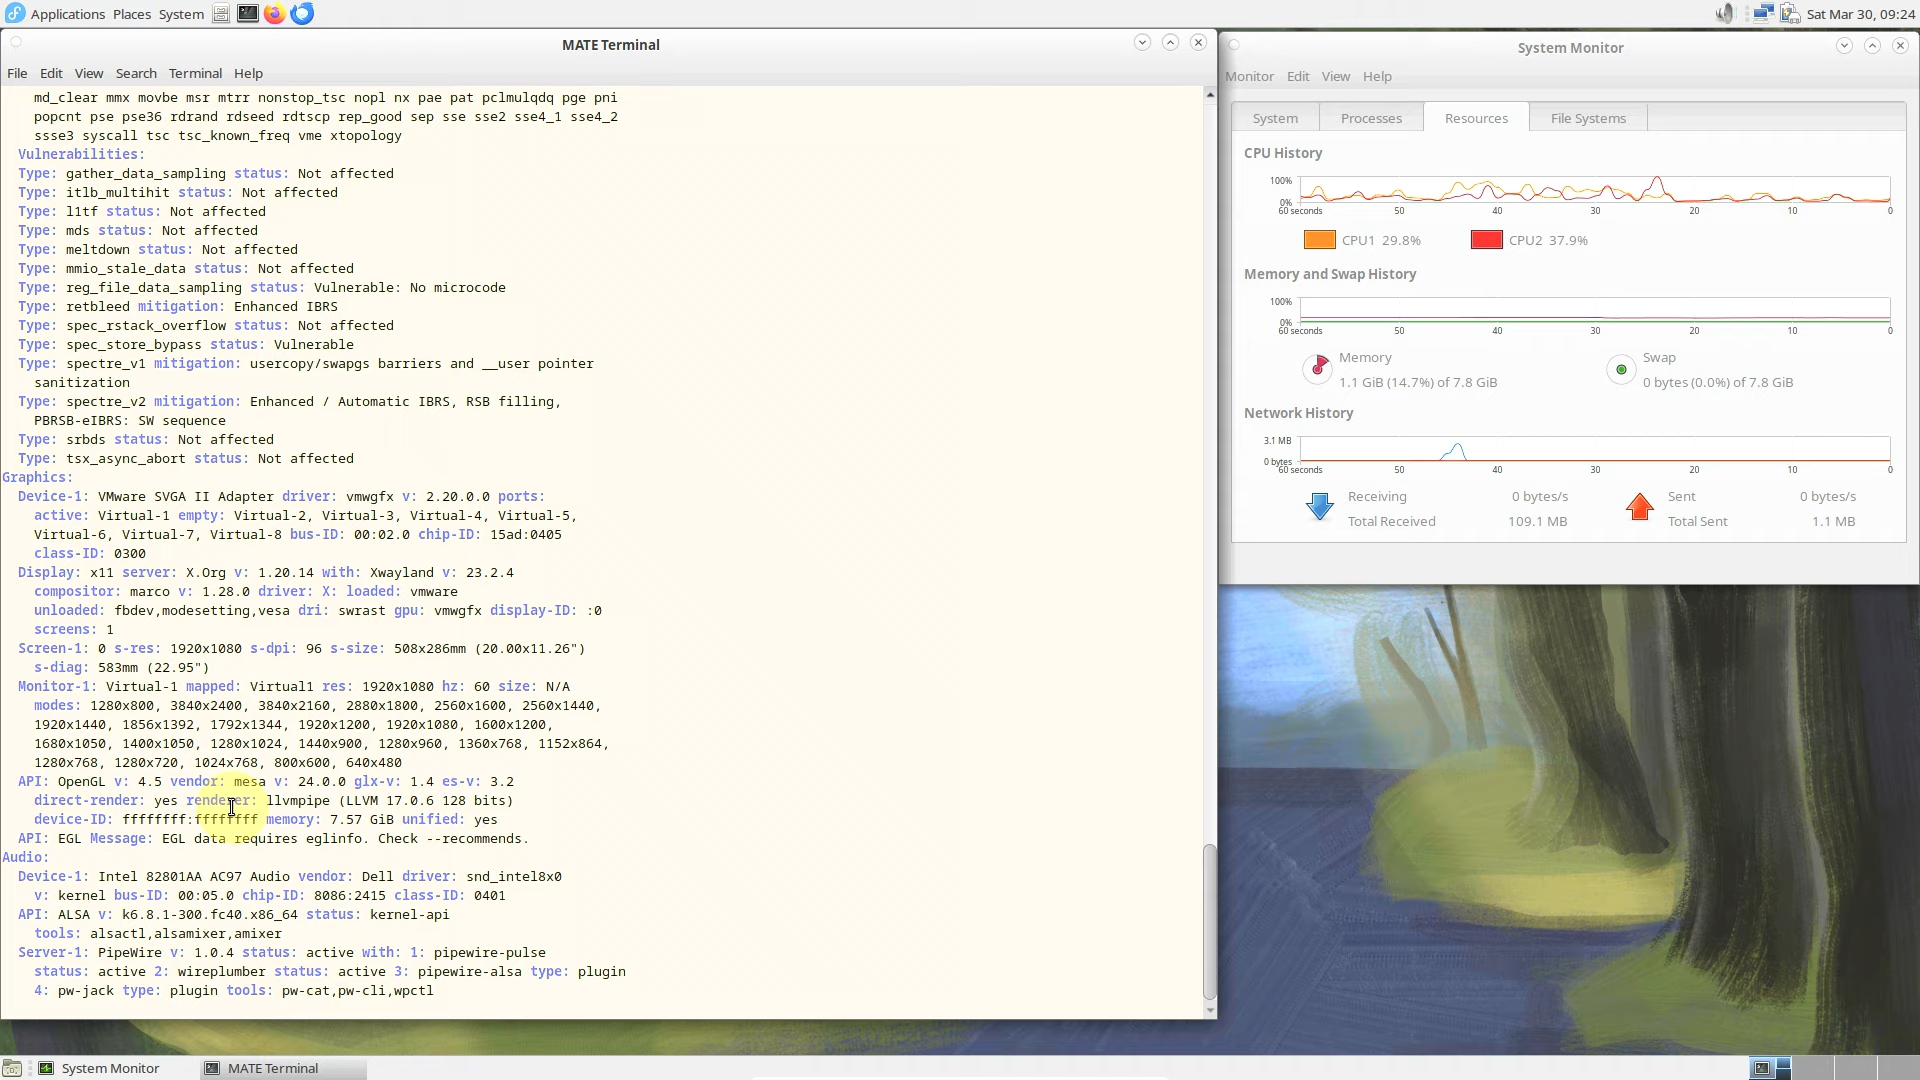 Applications Places System
Sat Mar 30, 09:24
MATE Terminal
File Edit View Search Terminal Help
md_clear mmx movbe msr mtrr nonstop_tsc nopl nx pae pat pclmulqdq pge pni
popcnt pse pse36 rdrand rdseed rdtscp rep_good sep sse sse2 sse4_1 sse4_2
ssse3 syscall tsc tsc_known_freq vme xtopology
Vulnerabilities:
Type: gather_data_sampling status: Not affected
Type: itlb_multihit status: Not affected
Type: l1tf status: Not affected
Type: mds status: Not affected
Type: meltdown status: Not affected
Type: mmio_stale_data status: Not affected
Type: reg_file_data_sampling status: Vulnerable: No microcode
Type: retbleed mitigation: Enhanced IBRS
Type: spec_rstack_overflow status: Not affected
Type: spec_store_bypass status: Vulnerable
Type: spectre_v1 mitigation: usercopy/swapgs barriers and __user pointer
sanitization
Type: spectre_v2 mitigation: Enhanced / Automatic IBRS, RSB filling,
PBRSB-eIBRS: SW sequence
Type: srbds status: Not affected
Type: tsx_async_abort status: Not affected
Graphics:
Device-1: VMware SVGA II Adapter driver: vmwgfx v: 2.20.0.0 ports:
active: Virtual-1 empty: Virtual-2, Virtual-3, Virtual-4, Virtual-5,
Virtual-6, Virtual-7, Virtual-8 bus-ID: 00:02.0 chip-ID: 15ad:0405
class-ID: 0300
Display: x11 server: X.Org v: 1.20.14 with: Xwayland v: 23.2.4
compositor: marco v: 1.28.0 driver: X: loaded: vmware
unloaded: fbdev,modesetting,vesa dri: swrast gpu: vmwgfx display-ID: :0
screens: 1
Screen-1: 0 s-res: 1920x1080 s-dpi: 96 s-size: 508x286mm (20.00x11.26")
s-diag: 583mm (22.95")
Monitor-1: Virtual-1 mapped: Virtual1 res: 1920x1080 hz: 60 size: N/A
modes: 1280x800, 3840x2400, 3840x2160, 2880x1800, 2560x1600, 2560x1440,
1920x1440, 1856x1392, 1792x1344, 1920x1200, 1920x1080, 1600x1200,
1680x1050, 1400x1050, 1280x1024, 1440x900, 1280x960, 1360x768, 1152x864,
1280x768, 1280x720, 1024x768, 800x600, 640x480
API: OpenGL v: 4.5 vendor: mesa v: 24.0.0 glx-v: 1.4 es-v: 3.2
direct-render: yes renderer: llvmpipe (LLVM 17.0.6 128 bits)
device-ID: ffffffff:ffffffff memory: 7.57 GiB unified: yes
API: EGL Message: EGL data requires eglinfo. Check --recommends.
Audio:
Device-1: Intel 82801AA AC97 Audio vendor: Dell driver: snd_intel8x0
v: kernel bus-ID: 00:05.0 chip-ID: 8086:2415 class-ID: 0401
API: ALSA v: k6.8.1-300.fc40.x86_64 status: kernel-api
tools: alsactl,alsamixer,amixer
Server-1: PipeWire v: 1.0.4 status: active with: 1: pipewire-pulse
status: active 2: wireplumber status: active 3: pipewire-alsa type: plugin
4: pw-jack type: plugin tools: pw-cat,pw-cli,wpctl
System Monitor
Monitor Edit View Help
System Processes Resources File Systems
CPU History
100%
0%
60 seconds 50 40 30 20 10 0
CPU1 29.8% CPU2 37.9%
Memory and Swap History
100%
0%
60 seconds 50 40 30 20 10 0
Memory
1.1 GiB (14.7%) of 7.8 GiB
Swap
0 bytes (0.0%) of 7.8 GiB
Network History
3.1 MB
0 bytes
60 seconds 50 40 30 20 10 0
Receiving 0 bytes/s
Total Received 109.1 MB
Sent 0 bytes/s
Total Sent 1.1 MB
System Monitor MATE Terminal